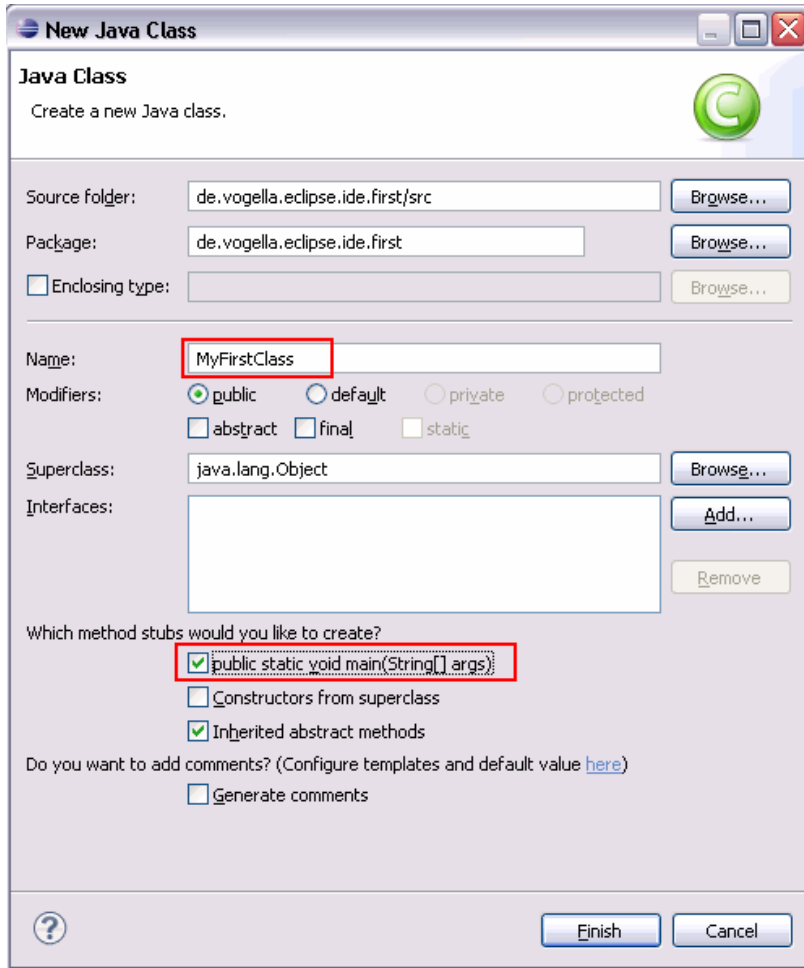 New Java Class
Java Class
Create a new Java class.
C
Source folder: de.vogella.eclipse.ide.first/src Browse...
Package: de.vogella.eclipse.ide.first Browse...
Enclosing type: Browse...
Name: MyFirstClass
Modifiers: public default private protected
abstract final static
Superclass: java.lang.Object Browse...
Interfaces: Add...
Remove
Which method stubs would you like to create?
public static void main(String[] args)
Constructors from superclass
Inherited abstract methods
Do you want to add comments? (Configure templates and default value here)
Generate comments
? Finish Cancel